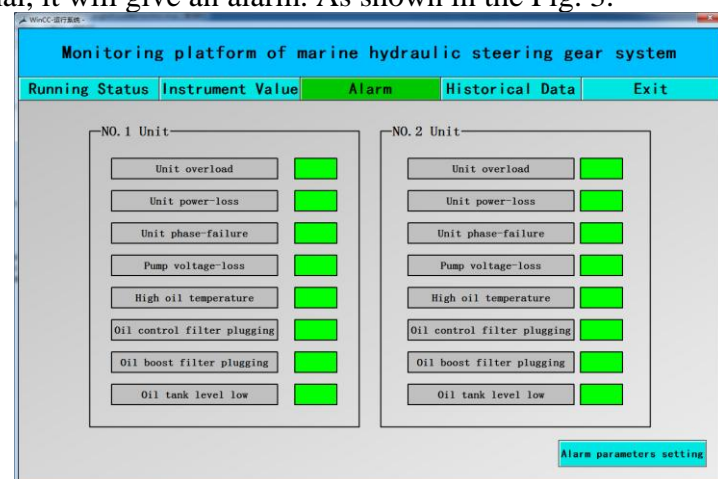 nal, it will give an alarm. As shown in the Fig. 3.
WinCC-运行系统 -
Monitoring platform of marine hydraulic steering gear system
Running Status Instrument Value Alarm Historical Data Exit
NO. 1 Unit NO. 2 Unit
Unit overload Unit overload
Unit power-loss Unit power-loss
Unit phase-failure Unit phase-failure
Pump voltage-loss Pump voltage-loss
High oil temperature High oil temperature
Oil control filter plugging Oil control filter plugging
Oil boost filter plugging Oil boost filter plugging
Oil tank level low Oil tank level low
Alarm parameters setting